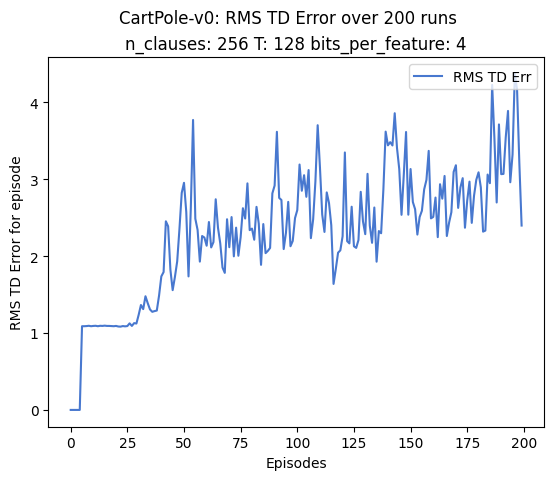 CartPole-v0: RMS TD Error over 200 runs
n_clauses: 256 T: 128 bits_per_feature: 4
RMS TD Err
RMS TD Error for episode
4
3
2
1
0
0 25 50 75 100 125 150 175 200
Episodes